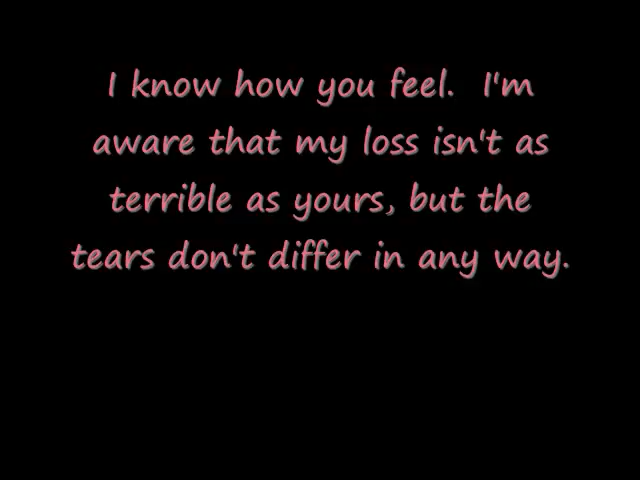 I know how you feel.  I'm
aware that my loss isn't as
terrible as yours, but the
tears don't differ in any way.